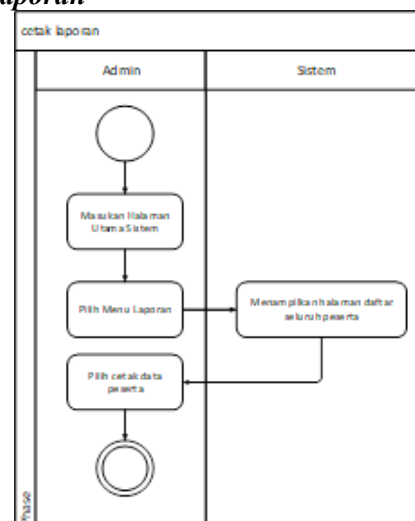 aporan
cetak laporan
Admin
Sistem
Masukan Halaman
Utama Sistem
Pilih Menu Laporan
Menampilkan halaman daftar
seluruh peserta
Pilih cetak data
peserta
Phase